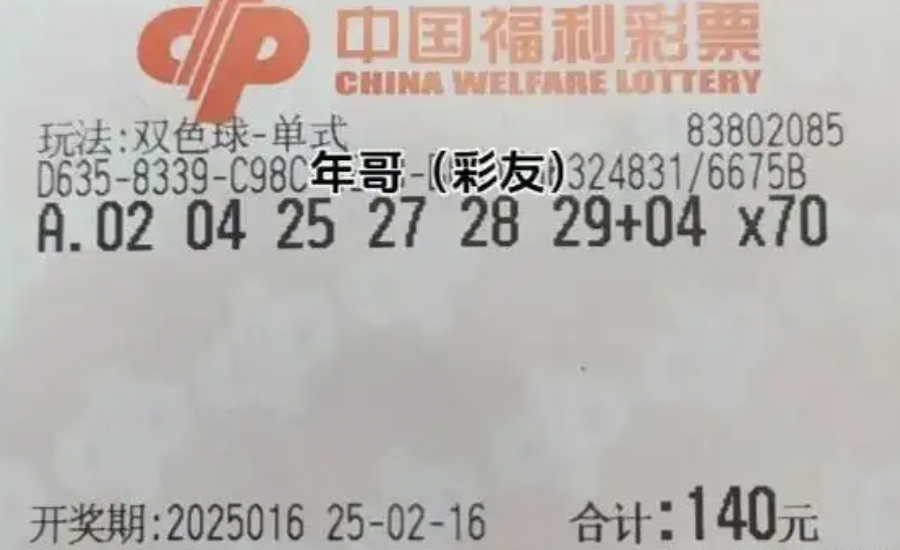 中国福利彩票
CHINA WELFARE LOTTERY
玩法:双色球-单式 83802085
D635-8339-C98C 324831/6675B
年哥（彩友）
A.02 04 25 27 28 29+04 x70
开奖期:2025016 25-02-16 合计:140元